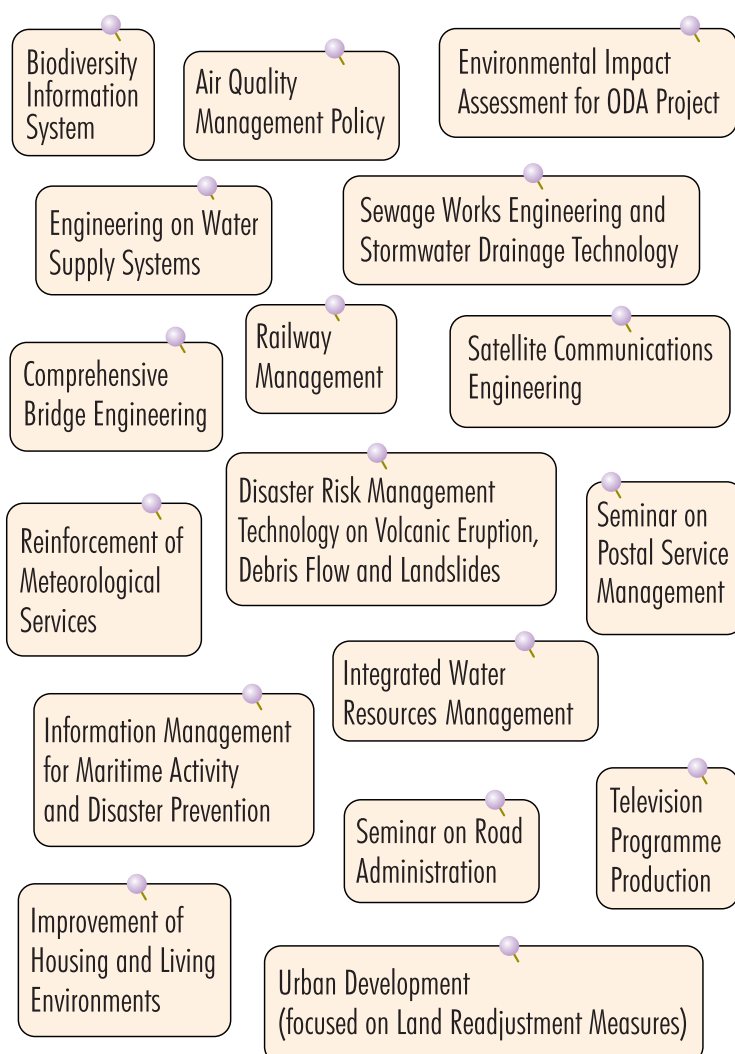 Biodiversity
Information
System
Air Quality
Management Policy
Environmental Impact
Assessment for ODA Project
Engineering on Water
Supply Systems
Sewage Works Engineering and
Stormwater Drainage Technology
Railway
Management
Satellite Communications
Engineering
Comprehensive
Bridge Engineering
Disaster Risk Management
Technology on Volcanic Eruption,
Debris Flow and Landslides
Seminar on
Postal Service
Management
Reinforcement of
Meteorological
Services
Integrated Water
Resources Management
Information Management
for Maritime Activity
and Disaster Prevention
Television
Programme
Production
Seminar on Road
Administration
Improvement of
Housing and Living
Environments
Urban Development
(focused on Land Readjustment Measures)